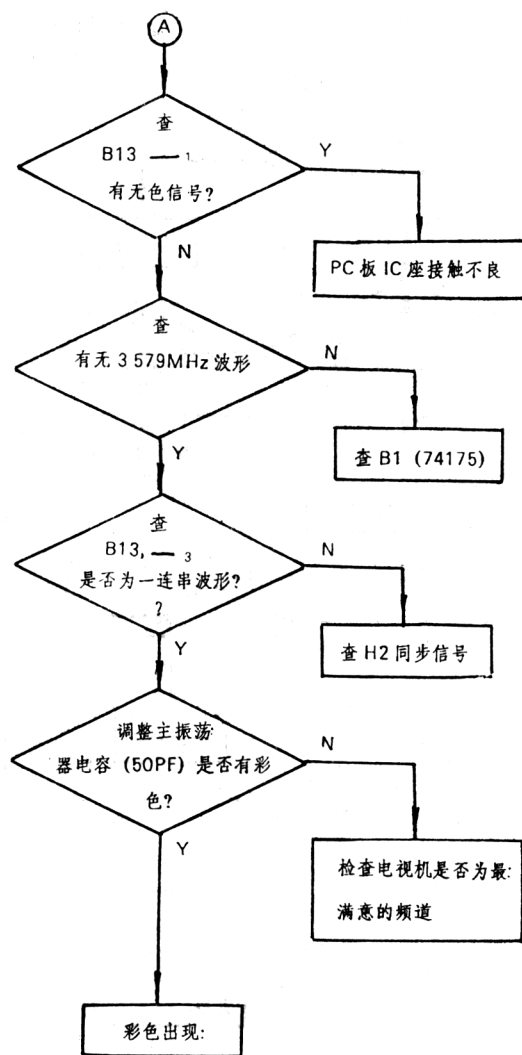 A
查
B13 — 1
有无色信号?
Y
N
PC板IC座接触不良
查
有无3 579MHz波形
N
Y
查B1 (74175)
查
B13, — 3
是否为一连串波形?
?
N
Y
查H2同步信号
调整主振荡
器电容 (50PF) 是否有彩
色?
N
Y
检查电视机是否为最:
满意的频道
彩色出现: